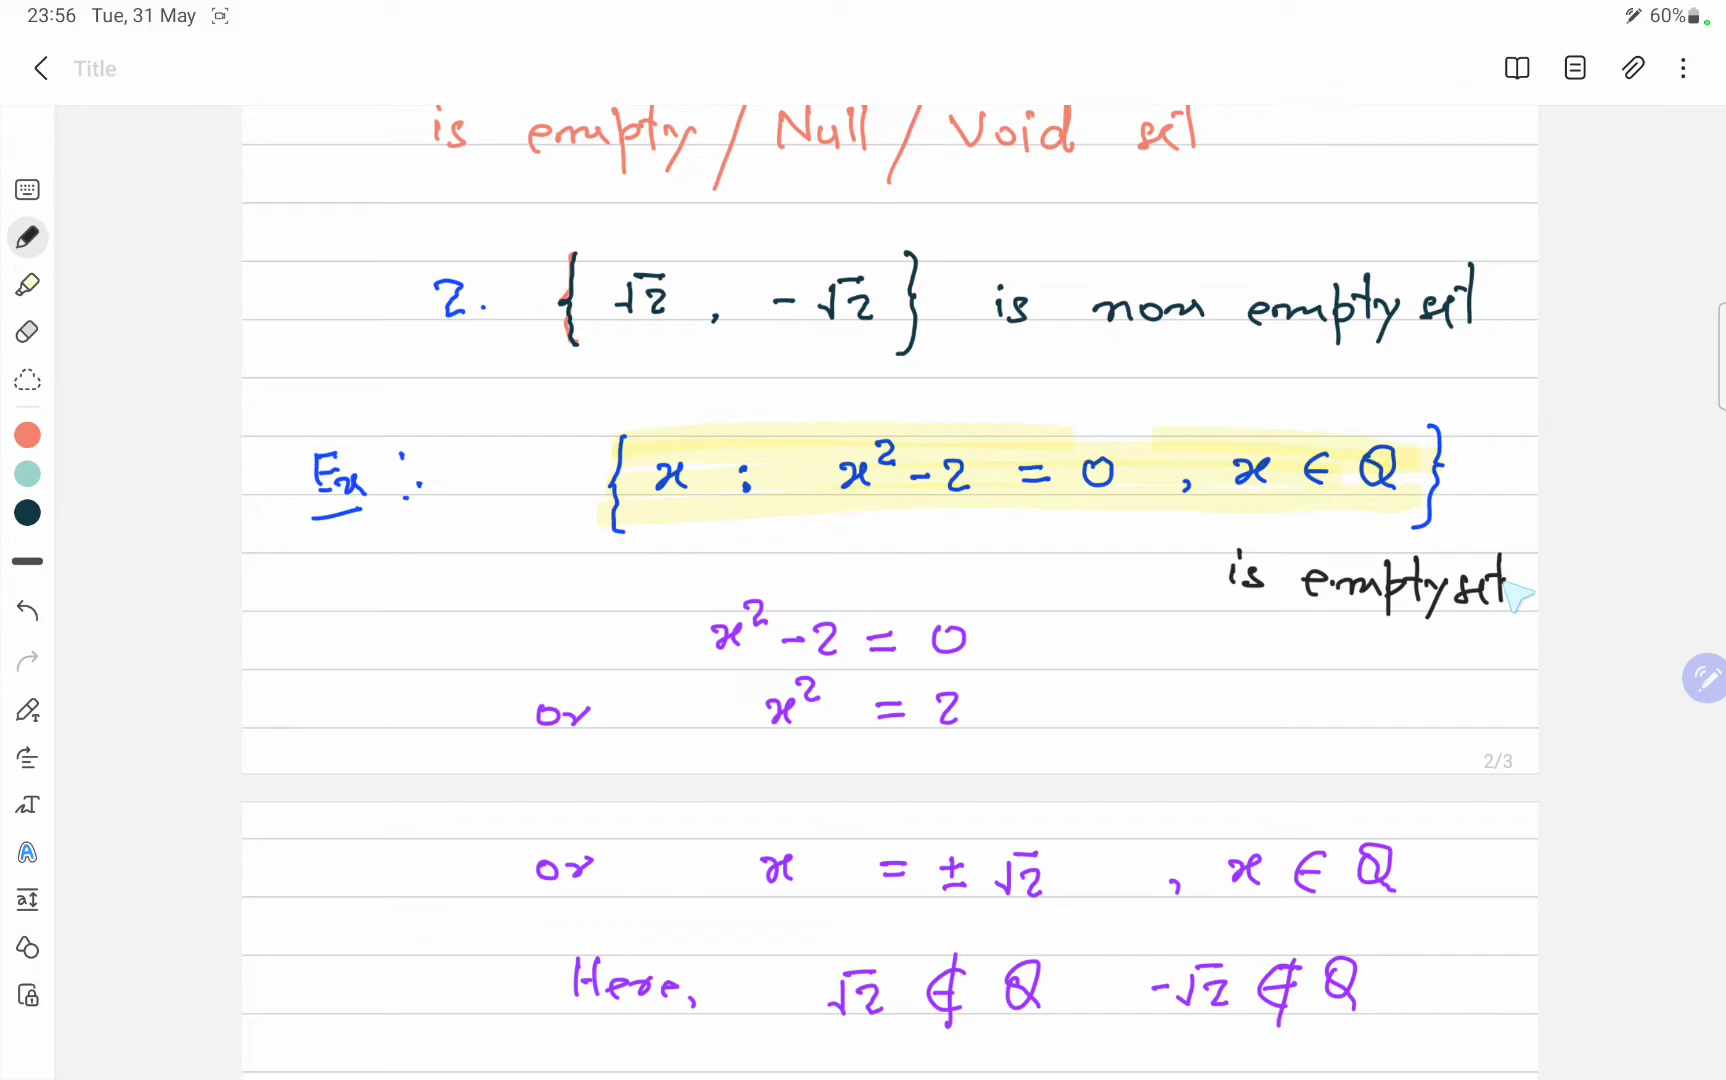 23:56 Tue, 31 May 60%
Title
is empty / Null / Void set
2. { √2 , -√2 } is non empty set
Ex : { x : x² - 2 = 0 , x ∈ Q }
is empty set
x² - 2 = 0
or x² = 2
2/3
or x = ± √2 , x ∈ Q
Here, √2 ∉ Q -√2 ∉ Q